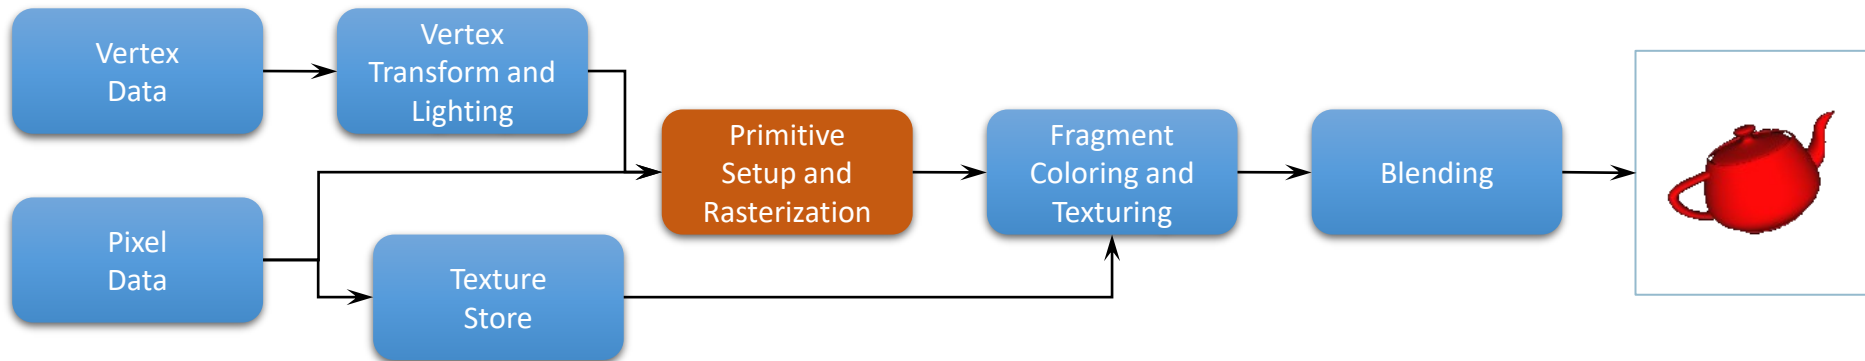 Vertex
Data
Vertex
Transform and
Lighting
Primitive
Setup and
Rasterization
Fragment
Coloring and
Texturing
Blending
Pixel
Data
Texture
Store